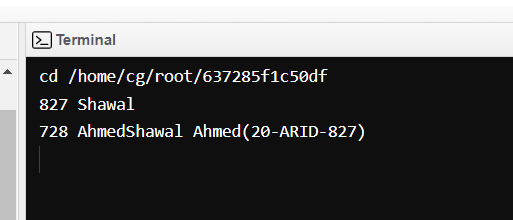 Terminal
cd /home/cg/root/637285f1c50df
827 Shawal
728 AhmedShawal Ahmed(20-ARID-827)